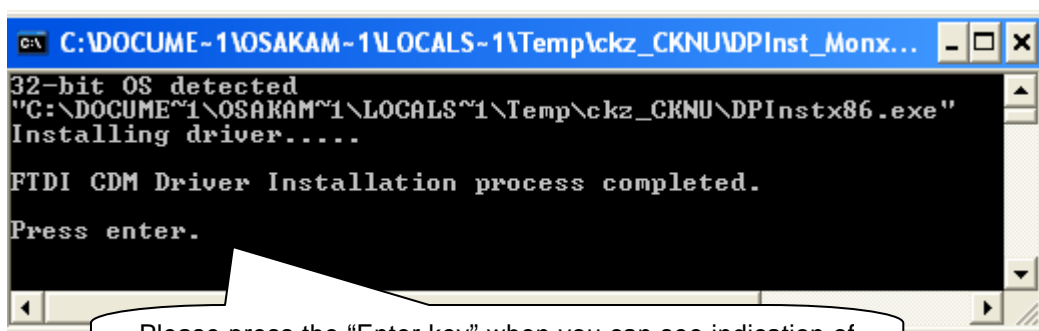 C:\DOCUME~1\OSAKAM~1\LOCALS~1\Temp\ckz_CKNU\DPInst_Monx...
32-bit OS detected
"C:\DOCUME~1\OSAKAM~1\LOCALS~1\Temp\ckz_CKNU\DPInstx86.exe"
Installing driver.....
FTDI CDM Driver Installation process completed.
Press enter.
Please press the “Enter key” when you can see indication of